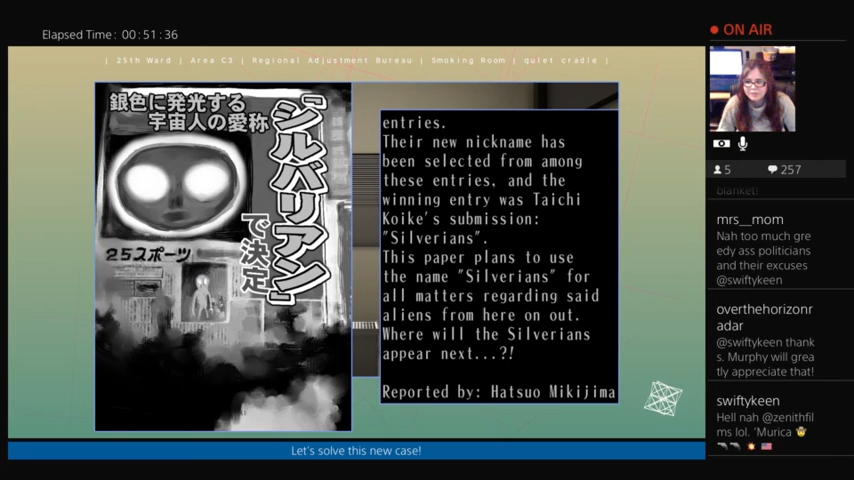 Elapsed Time: 00:51:36
ON AIR
| 25th Ward | Area C3 | Regional Adjustment Bureau | Smoking Room | quiet cradle |
銀色に発光する
宇宙人の愛称
「シルバリアン」
で決定
25スポーツ
entries.
Their new nickname has
been selected from among
these entries, and the
winning entry was Taichi
Koike's submission:
"Silverians".
This paper plans to use
the name "Silverians" for
all matters regarding said
aliens from here on out.
Where will the Silverians
appear next...?!
Reported by: Hatsuo Mikijima
Let's solve this new case!
5
257
blanket!
mrs__mom
Nah too much gre
edy ass politicians
and their excuses
@swiftykeen
overthehorizonr
adar
@swiftykeen thank
s. Murphy will grea
tly appreciate that!
swiftykeen
Hell nah @zenithfil
ms lol. 'Murica 🤠
🔫🔫💥🇺🇸